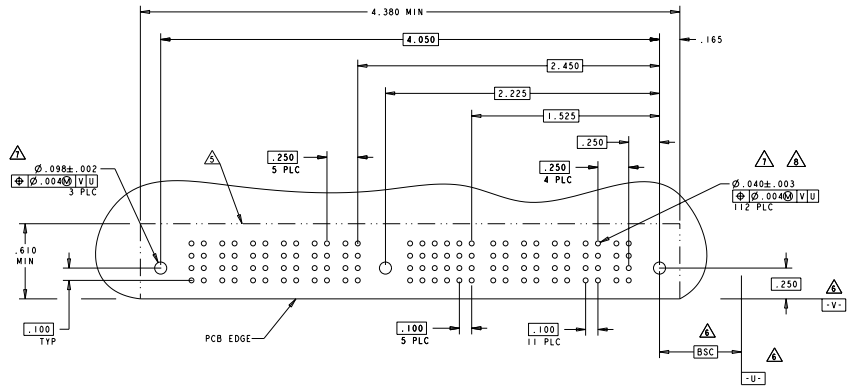 4.380 MIN
4.050
.165
2.450
2.225
1.525
.250
7
5
.250
5 PLC
.250
4 PLC
7 8
Ø.098±.002
⌖ Ø.004Ⓜ V U
3 PLC
Ø.040±.003
⌖ Ø.004Ⓜ V U
112 PLC
.610
MIN
.250
6
-V-
.100
TYP
PCB EDGE
.100
5 PLC
.100
11 PLC
6
BSC
6
-U-